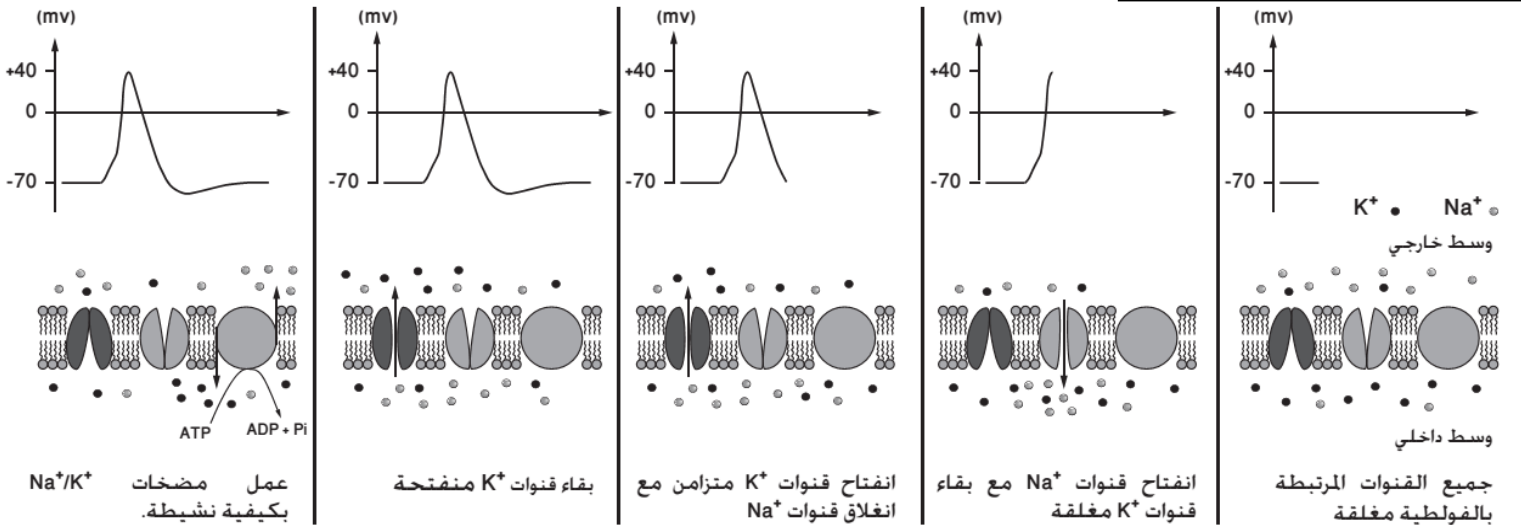 (mv)
+40
0
-70
K⁺
Na⁺
وسط خارجي
وسط داخلي
جميع القنوات المرتبطة
بالفولطية مغلقة
(mv)
+40
0
-70
انفتاح قنوات Na⁺ مع بقاء
قنوات K⁺ مغلقة
(mv)
+40
0
-70
انفتاح قنوات K⁺ متزامن مع
انغلاق قنوات Na⁺
(mv)
+40
0
-70
بقاء قنوات K⁺ منفتحة
(mv)
+40
0
-70
ATP
ADP + Pi
عمل مضخات Na⁺/K⁺
بكيفية نشيطة.